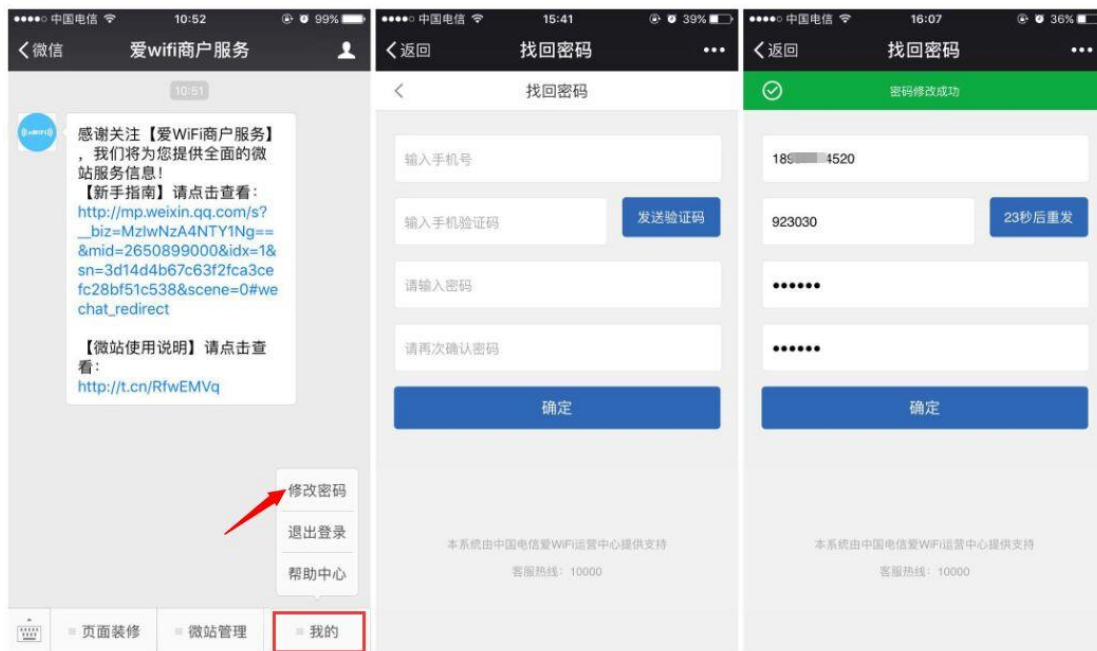 中国电信 10:52 99%
微信 爱wifi商户服务
10:51
感谢关注【爱WiFi商户服务】
，我们将为您提供全面的微
站服务信息！
【新手指南】请点击查看：
http://mp.weixin.qq.com/s?
__biz=MzIwNzA4NTY1Ng==
&mid=2650899000&idx=1&
sn=3d14d4b67c63f2fca3ce
fc28bf51c538&scene=0#we
chat_redirect
【微站使用说明】请点击查
看：
http://t.cn/RfwEMVq
修改密码
退出登录
帮助中心
页面装修 微站管理 我的
中国电信 15:41 39%
返回 找回密码
找回密码
输入手机号
输入手机验证码 发送验证码
请输入密码
请再次确认密码
确定
本系统由中国电信爱WiFi运营中心提供支持
客服热线：10000
中国电信 16:07 36%
返回 找回密码
密码修改成功
189 4520
923030 23秒后重发
••••••
••••••
确定
本系统由中国电信爱WiFi运营中心提供支持
客服热线：10000